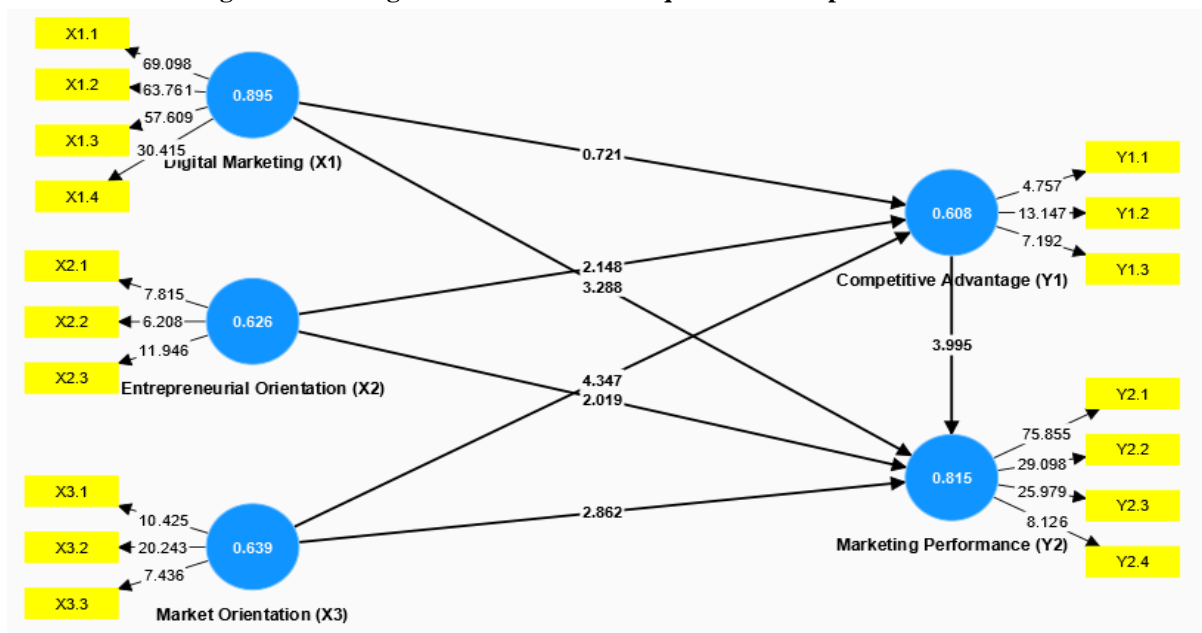 X1.1
69.098
X1.2
63.761
0.895
57.609
X1.3
30.415
Digital Marketing (X1)
X1.4
0.721
Y1.1
4.757
0.608
13.147
Y1.2
7.192
Y1.3
Competitive Advantage (Y1)
X2.1
7.815
X2.2
6.208
0.626
11.946
X2.3
Entrepreneurial Orientation (X2)
2.148
3.288
3.995
4.347
2.019
Y2.1
75.855
Y2.2
29.098
0.815
25.979
Y2.3
8.126
Marketing Performance (Y2)
Y2.4
X3.1
10.425
X3.2
20.243
0.639
7.436
X3.3
Market Orientation (X3)
2.862